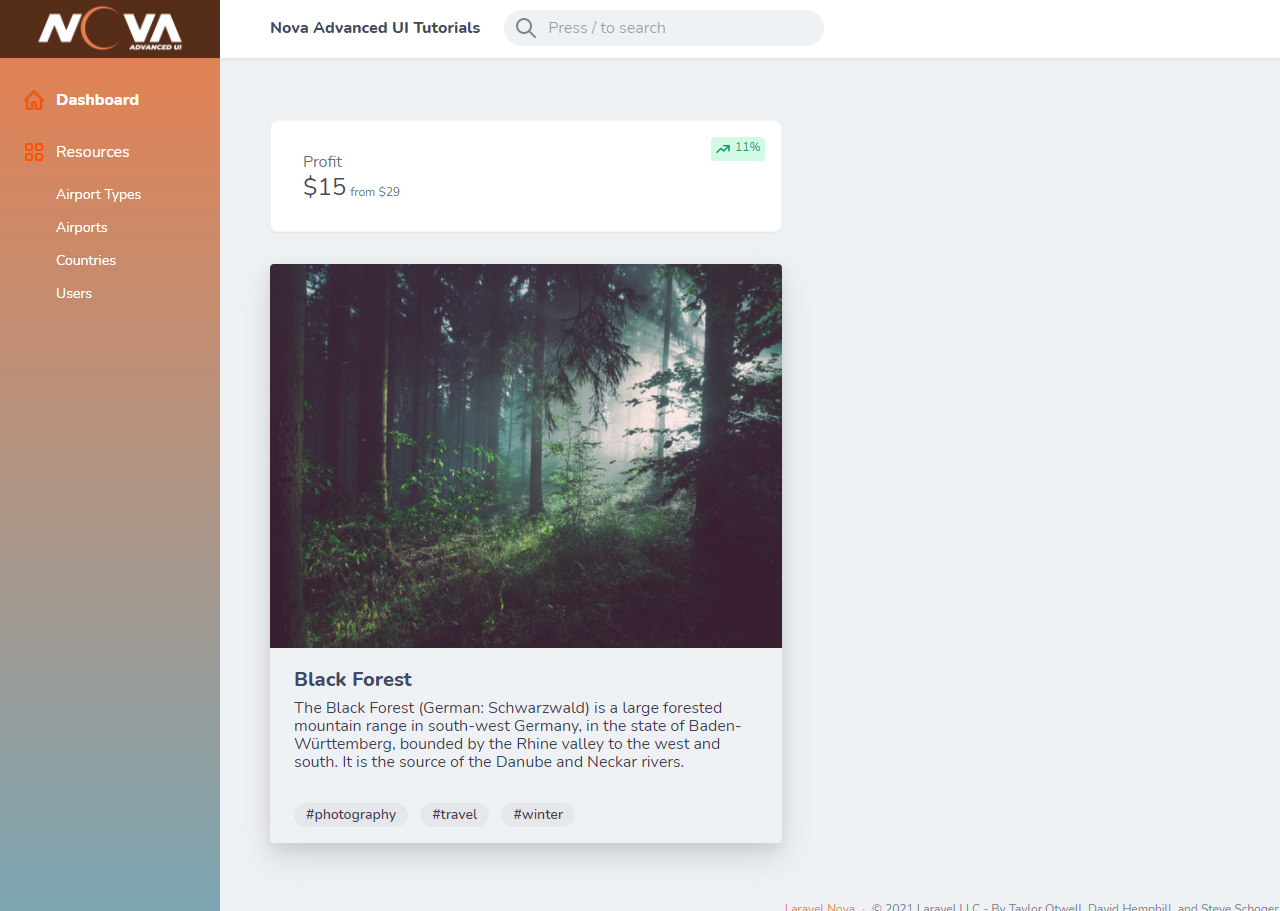 NOVA
ADVANCED UI
Nova Advanced UI Tutorials
Press / to search
Dashboard
Resources
Airport Types
Airports
Countries
Users
Profit
$15 from $29
11%
Black Forest
The Black Forest (German: Schwarzwald) is a large forested
mountain range in south-west Germany, in the state of Baden-
Württemberg, bounded by the Rhine valley to the west and
south. It is the source of the Danube and Neckar rivers.
#photography #travel #winter
Laravel Nova · © 2021 Laravel LLC - By Taylor Otwell, David Hemphill, and Steve Schoger